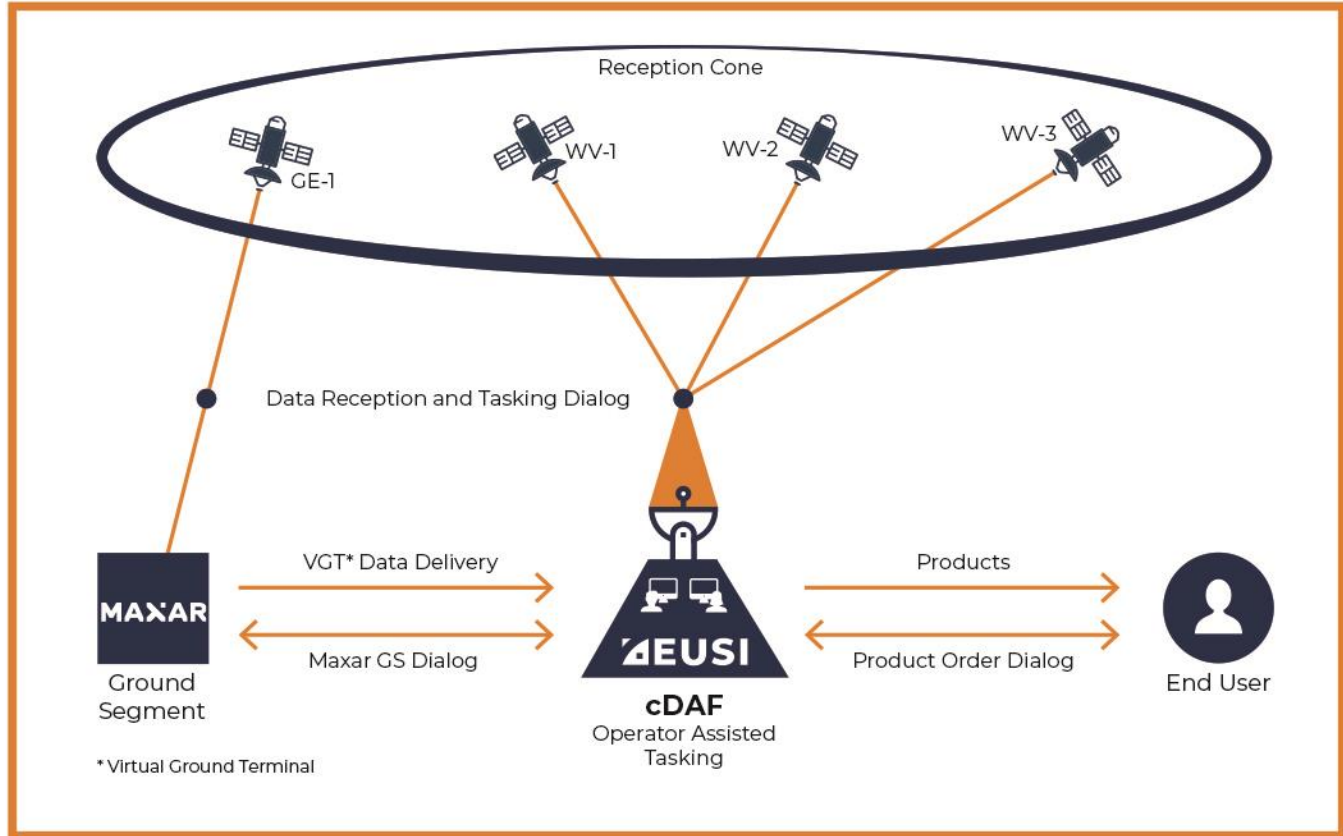 Reception Cone
GE-1
WV-1
WV-2
WV-3
Data Reception and Tasking Dialog
MAXAR
Ground
Segment
VGT* Data Delivery
Maxar GS Dialog
EUSI
cDAF
Operator Assisted
Tasking
Products
Product Order Dialog
End User
* Virtual Ground Terminal